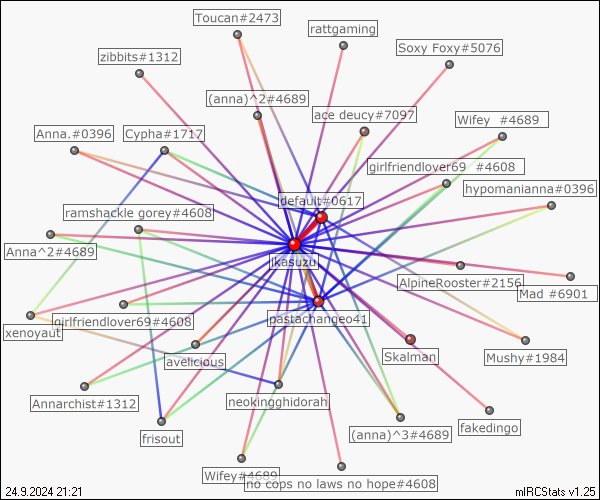 Toucan#2473
rattgaming
Soxy Foxy#5076
zibbits#1312
(anna)^2#4689
ace deucy#7097
Wifey  #4689
Anna.#0396
Cypha#1717
girlfriendlover69  #4608
hypomanianna#0396
default#0617
ramshackle gorey#4608
Anna^2#4689
ikasuzu
AlpineRooster#2156
Mad #6901
girlfriendlover69#4608
pastachange41
xenoyaut
avelicious
Skalman
Mushy#1984
Annarchist#1312
neokingghidorah
fakedingo
frisout
(anna)^3#4689
Wifey#4689
no cops no laws no hope#4608
24.9.2024 21:21
mIRCStats v1.25